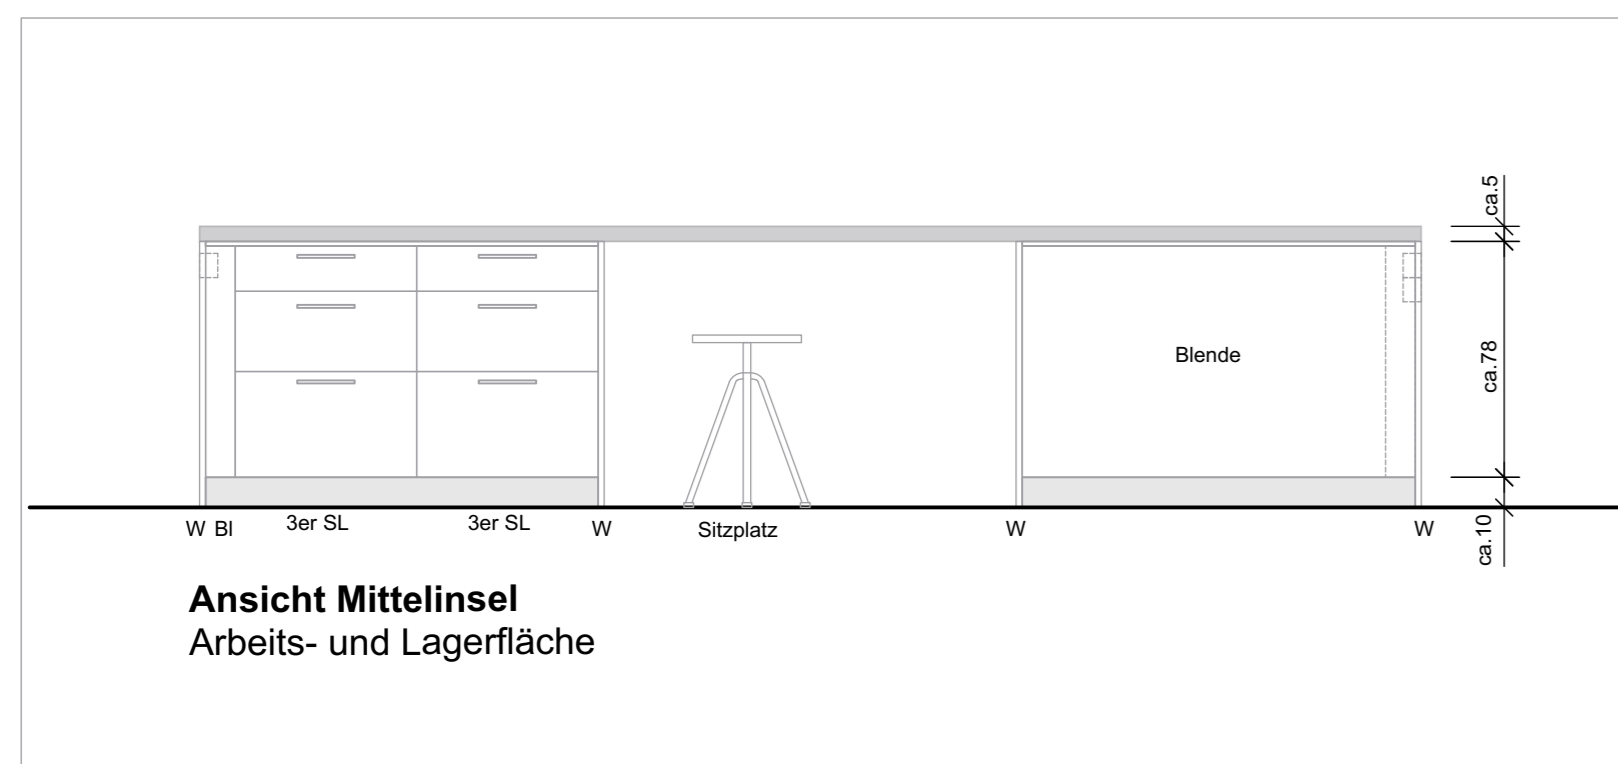 ca.5
Blende
ca.78
W Bl 3er SL 3er SL W Sitzplatz W W
ca.10
Ansicht Mittelinsel
Arbeits- und Lagerfläche